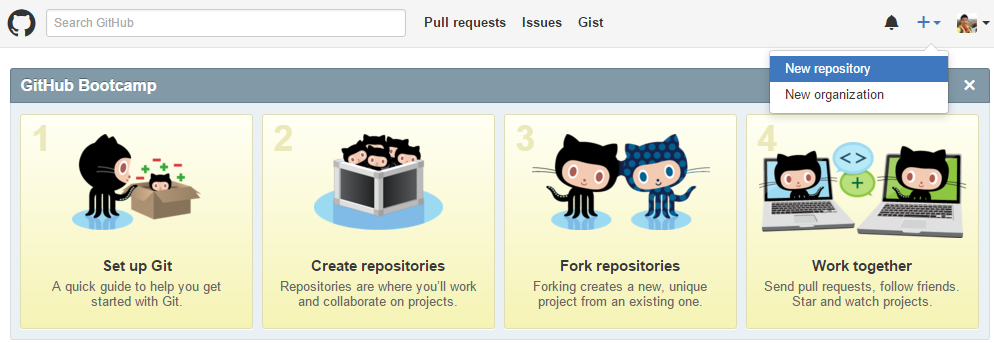 Search GitHub
Pull requests Issues Gist
New repository
New organization
GitHub Bootcamp
1
Set up Git
A quick guide to help you get
started with Git.
2
Create repositories
Repositories are where you'll work
and collaborate on projects.
3
Fork repositories
Forking creates a new, unique
project from an existing one.
4
Work together
Send pull requests, follow friends.
Star and watch projects.